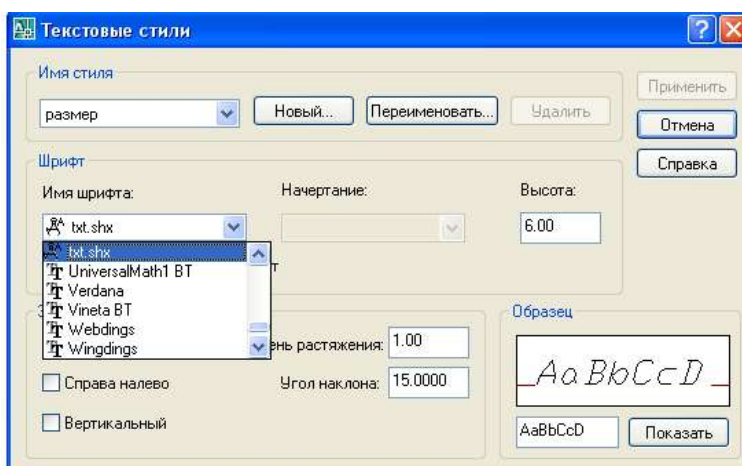 Текстовые стили
Имя стиля
размер
Новый...
Переименовать...
Удалить
Применить
Отмена
Справка
Шрифт
Имя шрифта:
Начертание:
Высота:
txt.shx
6.00
txt.shx
UniversalMath1 BT
Verdana
Vineta BT
Webdings
Wingdings
ень растяжения:
1.00
Справа налево
Угол наклона:
15.0000
Вертикальный
Образец
AaBbCcD
AaBbCcD
Показать